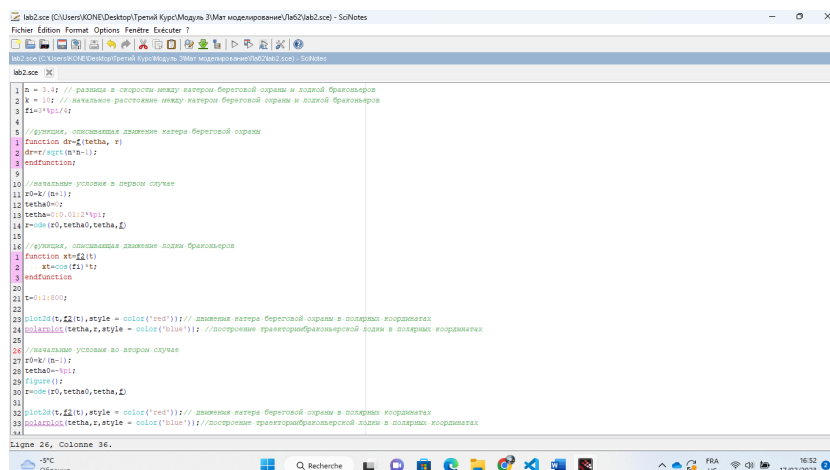 lab2.sce (C:\Users\KONE\Desktop\Третий Курс\Модуль 3\Мат моделирование\Лаб2\lab2.sce) - SciNotes
Fichier Édition Format Options Fenêtre Exécuter ?
lab2.sce (C:\Users\KONE\Desktop\Третий Курс\Модуль 3\Мат моделирование\Лаб2\lab2.sce) - SciNotes
lab2.sce
1 n = 3.4; // разница в скорости между катером береговой охраны и лодкой браконьеров
2 k = 10; // начальное расстояние между катером береговой охраны и лодкой браконьеров
3 fi=3*%pi/4;
4
5 //функция, описывающая движение катера береговой охраны
1 function dr=f(tetha, r)
2 dr=r/sqrt(n*n-1);
3 endfunction;
9
10 //начальные условия в первом случае
11 r0=k/(n+1);
12 tetha0=0;
13 tetha=0:0.01:2*%pi;
14 r=ode(r0,tetha0,tetha,f)
15
16 //функция, описывающая движение лодки браконьеров
1 function xt=f2(t)
2 xt=cos(fi)*t;
3 endfunction
20
21 t=0:1:800;
22
23 plot2d(t,f2(t),style = color('red'));// движения катера береговой охраны в полярных координатах
24 polarplot(tetha,r,style = color('blue')); //построение траекториибраконьерской лодки в полярных координатах
25
26 //начальные условия во втором случае
27 r0=k/(n-1);
28 tetha0=-%pi;
29 figure();
30 r=ode(r0,tetha0,tetha,f)
31
32 plot2d(t,f2(t),style = color('red'));// движения катера береговой охраны в полярных координатах
33 polarplot(tetha,r,style = color('blue'));//построение траекториибраконьерской лодки в полярных координатах
34
Ligne 26, Colonne 36.
-5°C
Облачно
Recherche
FRA
US
16:52
17/02/2023